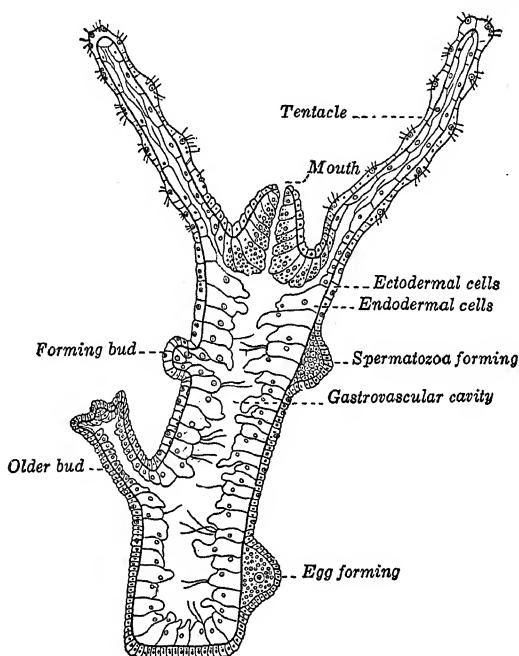 Tentacle
Mouth
Ectodermal cells
Endodermal cells
Forming bud
Spermatozoa forming
Gastrovascular cavity
Older bud
Egg forming